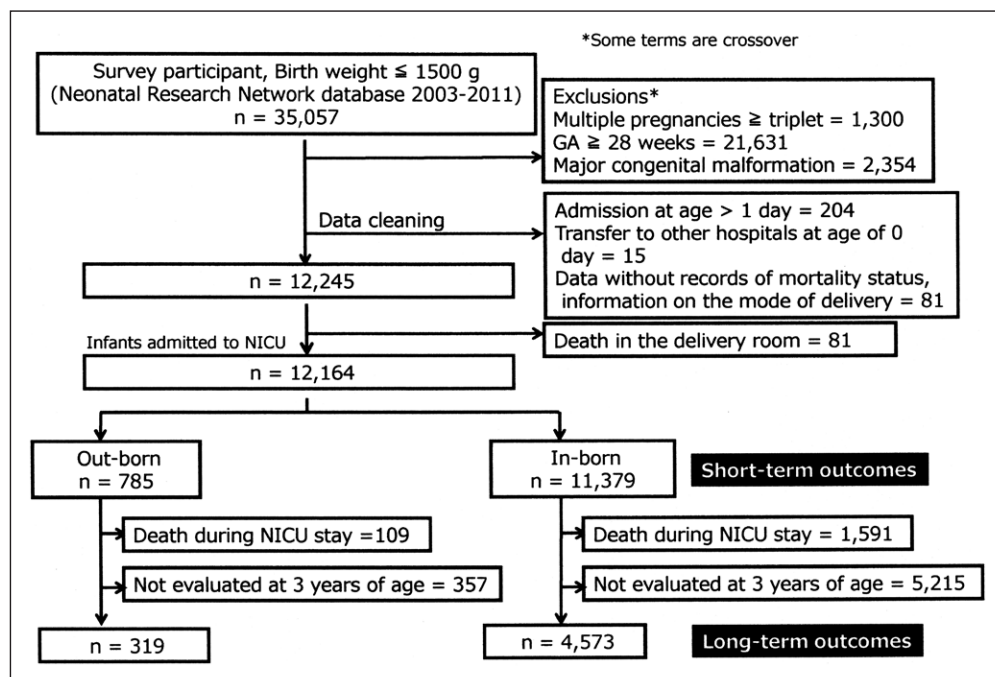 *Some terms are crossover
Survey participant, Birth weight ≦ 1500 g
(Neonatal Research Network database 2003-2011)
n = 35,057
Exclusions*
Multiple pregnancies ≧ triplet = 1,300
GA ≧ 28 weeks = 21,631
Major congenital malformation = 2,354
Data cleaning
Admission at age > 1 day = 204
Transfer to other hospitals at age of 0
day = 15
Data without records of mortality status,
information on the mode of delivery = 81
n = 12,245
Infants admitted to NICU
Death in the delivery room = 81
n = 12,164
Out-born
n = 785
In-born
n = 11,379
Short-term outcomes
Death during NICU stay =109
Death during NICU stay = 1,591
Not evaluated at 3 years of age = 357
Not evaluated at 3 years of age = 5,215
n = 319
n = 4,573
Long-term outcomes